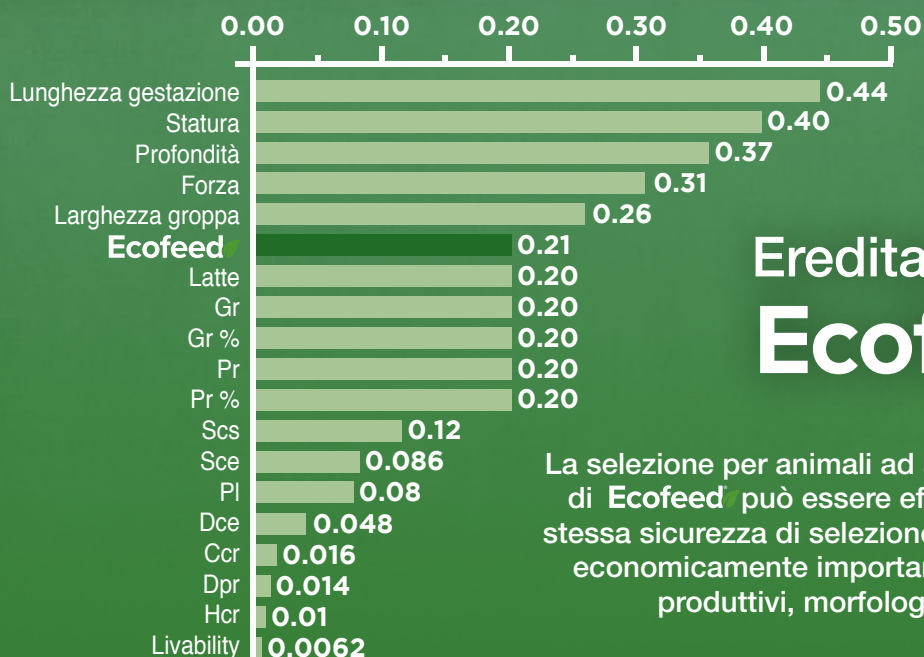 0.00 0.10 0.20 0.30 0.40 0.50
Lunghezza gestazione 0.44
Statura 0.40
Profondità 0.37
Forza 0.31
Larghezza groppa 0.26
Ecofeed 0.21
Latte 0.20
Gr 0.20
Gr % 0.20
Pr 0.20
Pr % 0.20
Scs 0.12
Sce 0.086
Pl 0.08
Dce 0.048
Ccr 0.016
Dpr 0.014
Hcr 0.01
Livability 0.0062
La selezione per animali ad
di Ecofeed può essere
stessa sicurezza di
economicamente
produttivi,